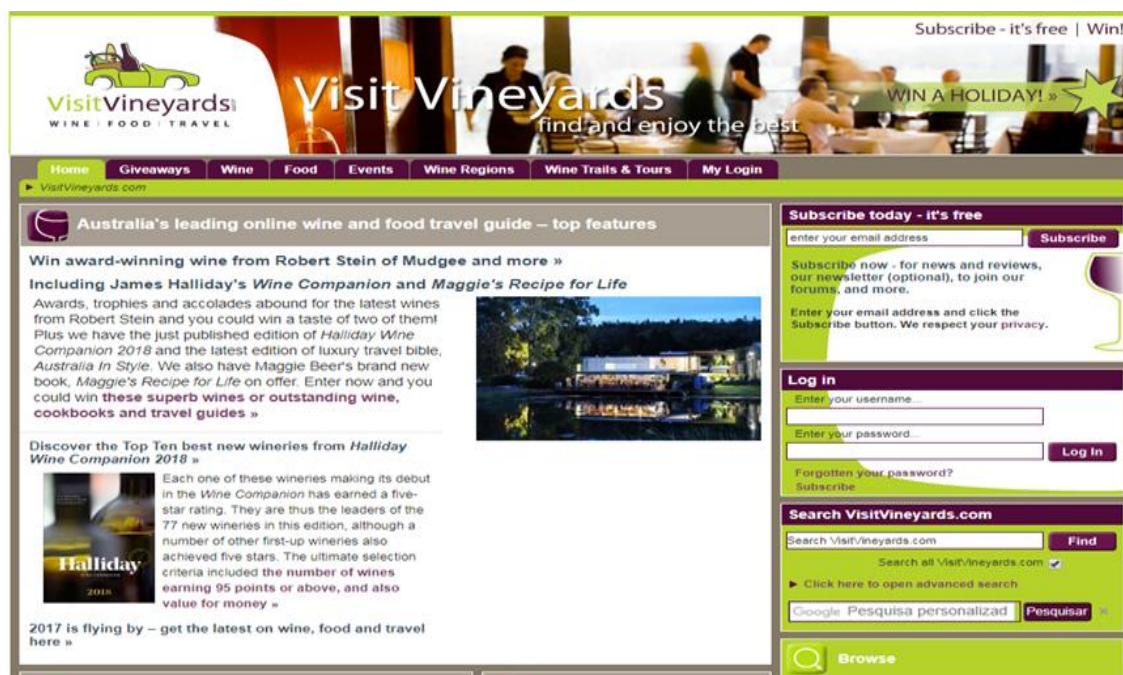 Subscribe - it's free | Win!
VisitVineyards
WINE | FOOD | TRAVEL
Visit Vineyards
find and enjoy the best
WIN A HOLIDAY! »
Home Giveaways Wine Food Events Wine Regions Wine Trails & Tours My Login
► VisitVineyards.com
Australia's leading online wine and food travel guide – top features
Win award-winning wine from Robert Stein of Mudgee and more »
Including James Halliday's Wine Companion and Maggie's Recipe for Life
Awards, trophies and accolades abound for the latest wines
from Robert Stein and you could win a taste of two of them!
Plus we have the just published edition of Halliday Wine
Companion 2018 and the latest edition of luxury travel bible,
Australia In Style. We also have Maggie Beer's brand new
book, Maggie's Recipe for Life on offer. Enter now and you
could win these superb wines or outstanding wine,
cookbooks and travel guides »
Discover the Top Ten best new wineries from Halliday
Wine Companion 2018 »
Each one of these wineries making its debut
in the Wine Companion has earned a five-
star rating. They are thus the leaders of the
77 new wineries in this edition, although a
number of other first-up wineries also
achieved five stars. The ultimate selection
criteria included the number of wines
earning 95 points or above, and also
value for money »
Halliday
2018
2017 is flying by – get the latest on wine, food and travel
here »
Subscribe today - it's free
enter your email address Subscribe
Subscribe now - for news and reviews,
our newsletter (optional), to join our
forums, and more.
Enter your email address and click the
Subscribe button. We respect your privacy.
Log in
Enter your username...
Enter your password...
Log In
Forgotten your password?
Subscribe
Search VisitVineyards.com
Search VisitVineyards.com Find
Search all VisitVineyards.com
► Click here to open advanced search
Google Pesquisa personalizad Pesquisar ×
Browse